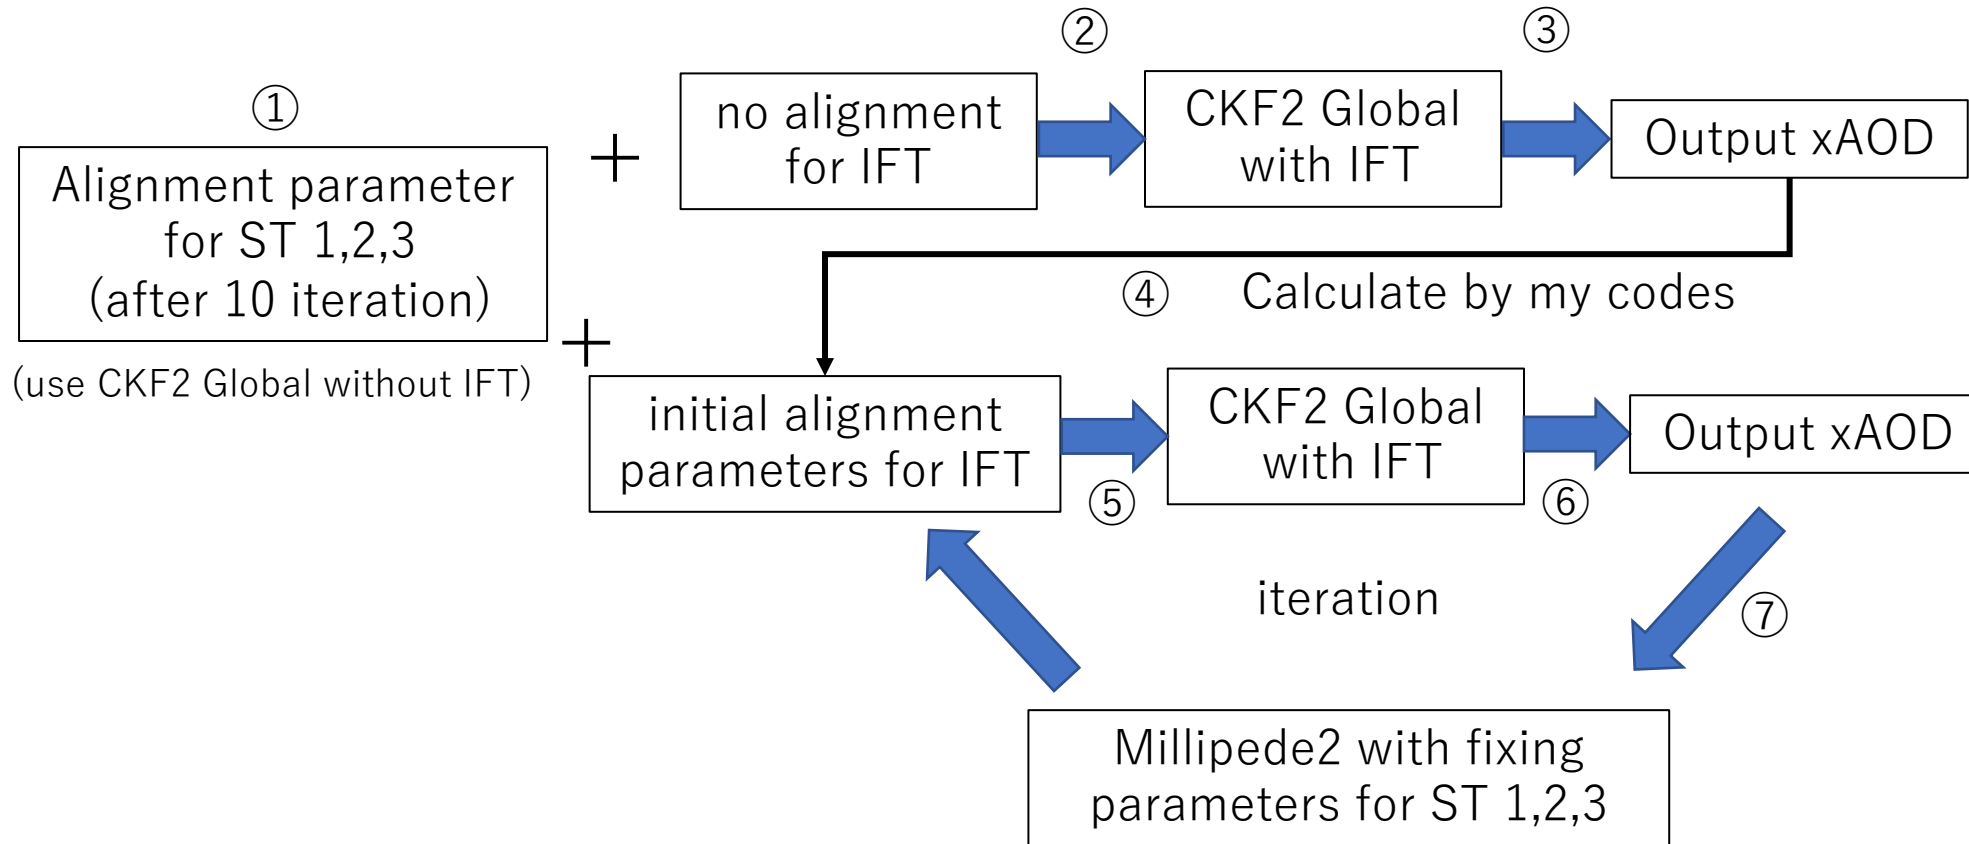 ①
Alignment parameter
for ST 1,2,3
(after 10 iteration)
(use CKF2 Global without IFT)
+
no alignment
for IFT
②
CKF2 Global
with IFT
③
Output xAOD
④ Calculate by my codes
+
initial alignment
parameters for IFT
⑤
CKF2 Global
with IFT
⑥
Output xAOD
iteration
⑦
Millipede2 with fixing
parameters for ST 1,2,3